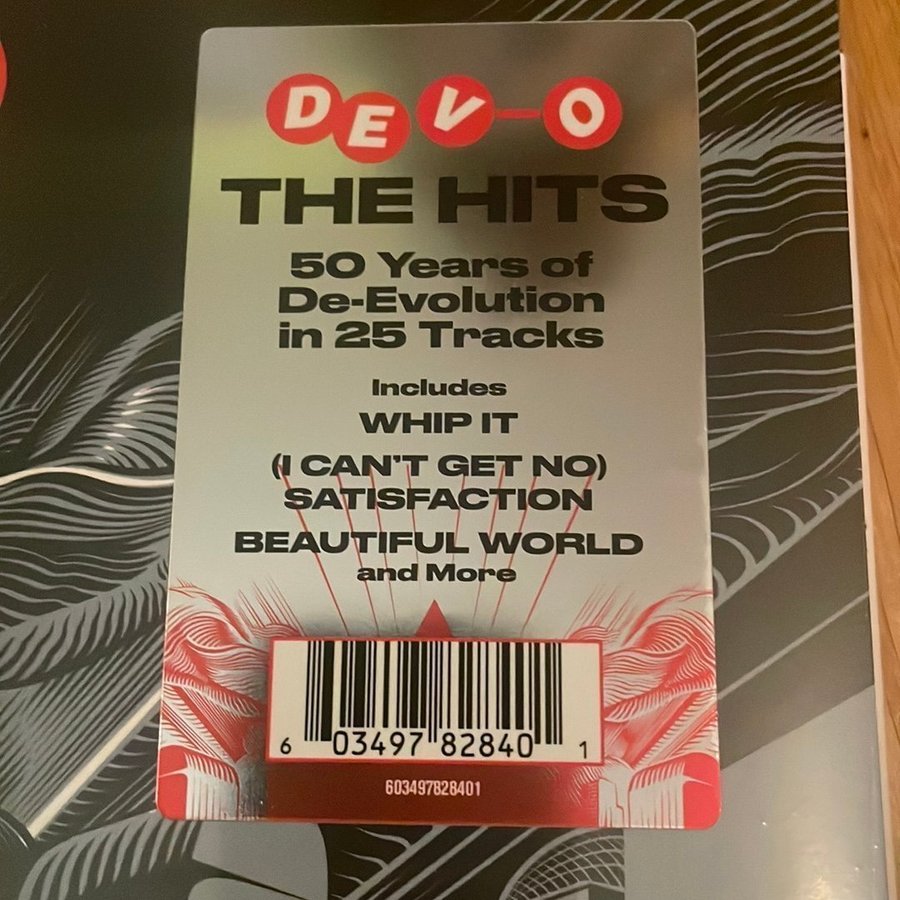 DEV-O
THE HITS
50 Years of
De-Evolution
in 25 Tracks
Includes
WHIP IT
(I CAN'T GET NO)
SATISFACTION
BEAUTIFUL WORLD
and More
6 03497 82840 1
603497828401